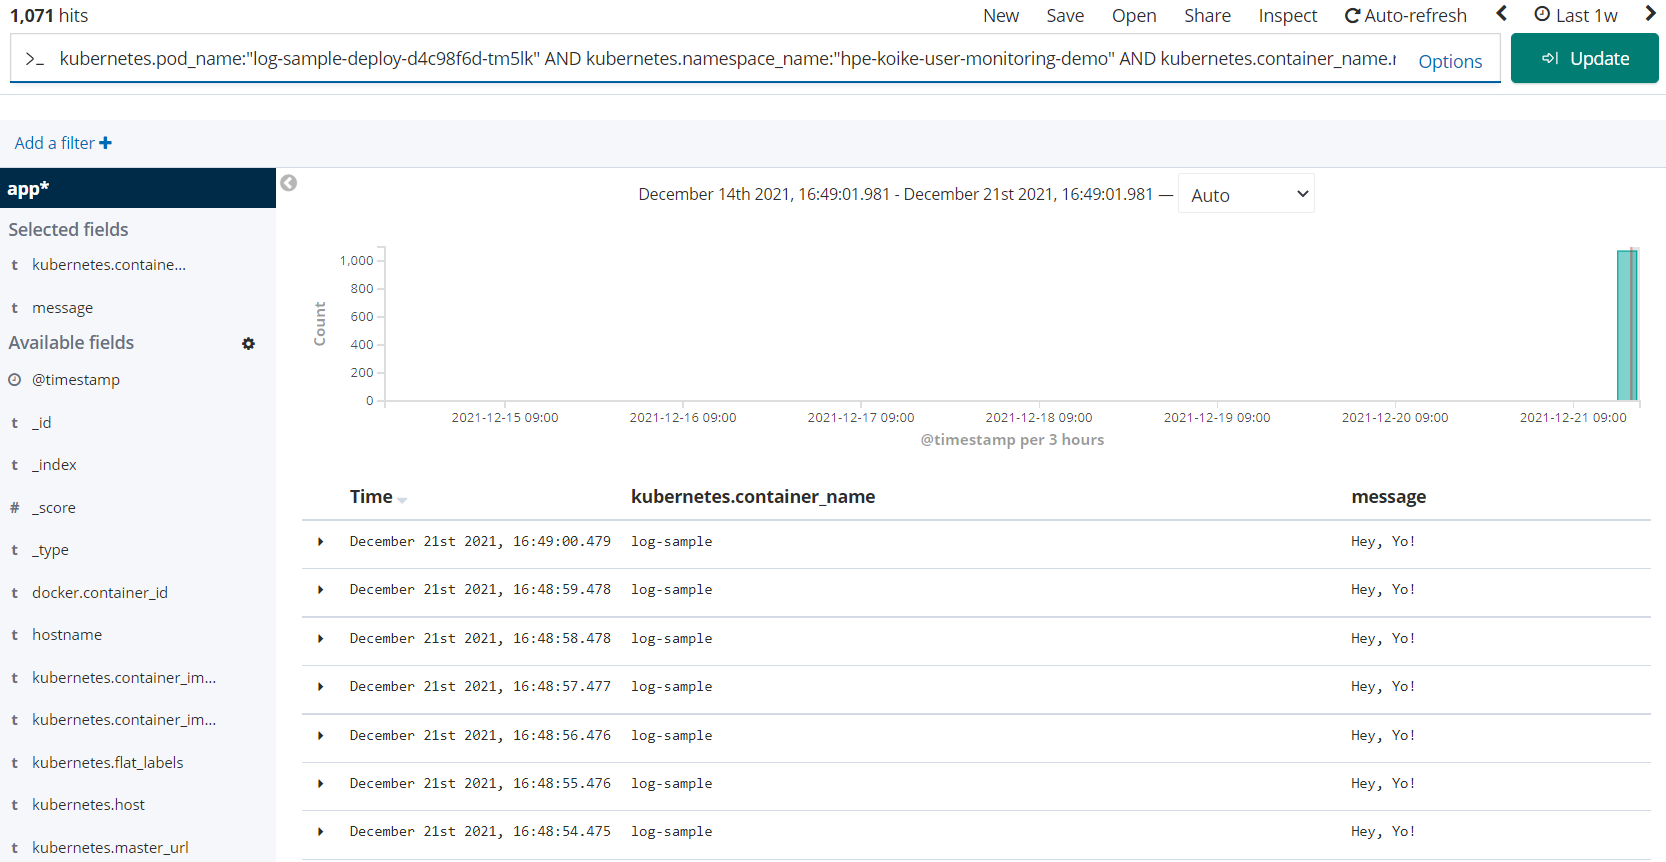 1,071 hits
New Save Open Share Inspect Auto-refresh Last 1w
>_ kubernetes.pod_name:"log-sample-deploy-d4c98f6d-tm5lk" AND kubernetes.namespace_name:"hpe-koike-user-monitoring-demo" AND kubernetes.container_name.r Options Update
Add a filter +
app*
Selected fields
t kubernetes.containe...
t message
Available fields
@timestamp
t _id
t _index
# _score
t _type
t docker.container_id
t hostname
t kubernetes.container_im...
t kubernetes.container_im...
t kubernetes.flat_labels
t kubernetes.host
t kubernetes.master_url
December 14th 2021, 16:49:01.981 - December 21st 2021, 16:49:01.981 — Auto
Count
1,000
800
600
400
200
0
2021-12-15 09:00 2021-12-16 09:00 2021-12-17 09:00 2021-12-18 09:00 2021-12-19 09:00 2021-12-20 09:00 2021-12-21 09:00
@timestamp per 3 hours
Time kubernetes.container_name message
December 21st 2021, 16:49:00.479 log-sample Hey, Yo!
December 21st 2021, 16:48:59.478 log-sample Hey, Yo!
December 21st 2021, 16:48:58.478 log-sample Hey, Yo!
December 21st 2021, 16:48:57.477 log-sample Hey, Yo!
December 21st 2021, 16:48:56.476 log-sample Hey, Yo!
December 21st 2021, 16:48:55.476 log-sample Hey, Yo!
December 21st 2021, 16:48:54.475 log-sample Hey, Yo!